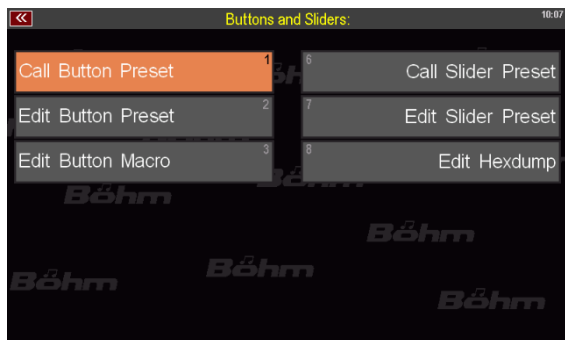 Buttons and Sliders:
10:07
Call Button Preset
1
6
Call Slider Preset
Edit Button Preset
2
7
Edit Slider Preset
Edit Button Macro
3
8
Edit Hexdump
Böhm
Böhm
Böhm
Böhm